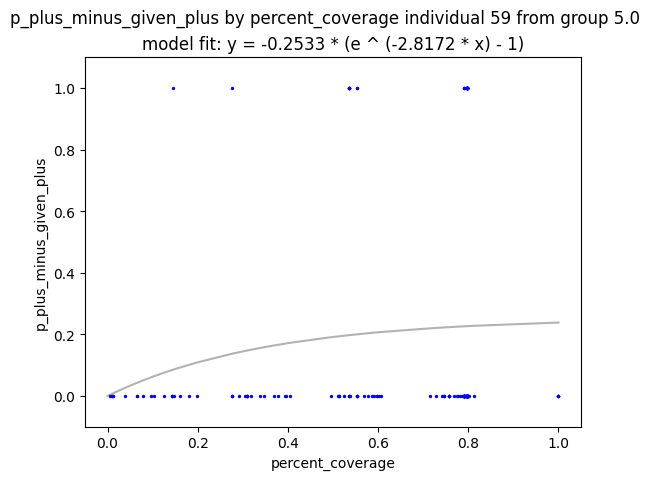 p_plus_minus_given_plus by percent_coverage individual 59 from group 5.0
model fit: y = -0.2533 * (e ^ (-2.8172 * x) - 1)
p_plus_minus_given_plus
1.0
0.8
0.6
0.4
0.2
0.0
0.0 0.2 0.4 0.6 0.8 1.0
percent_coverage